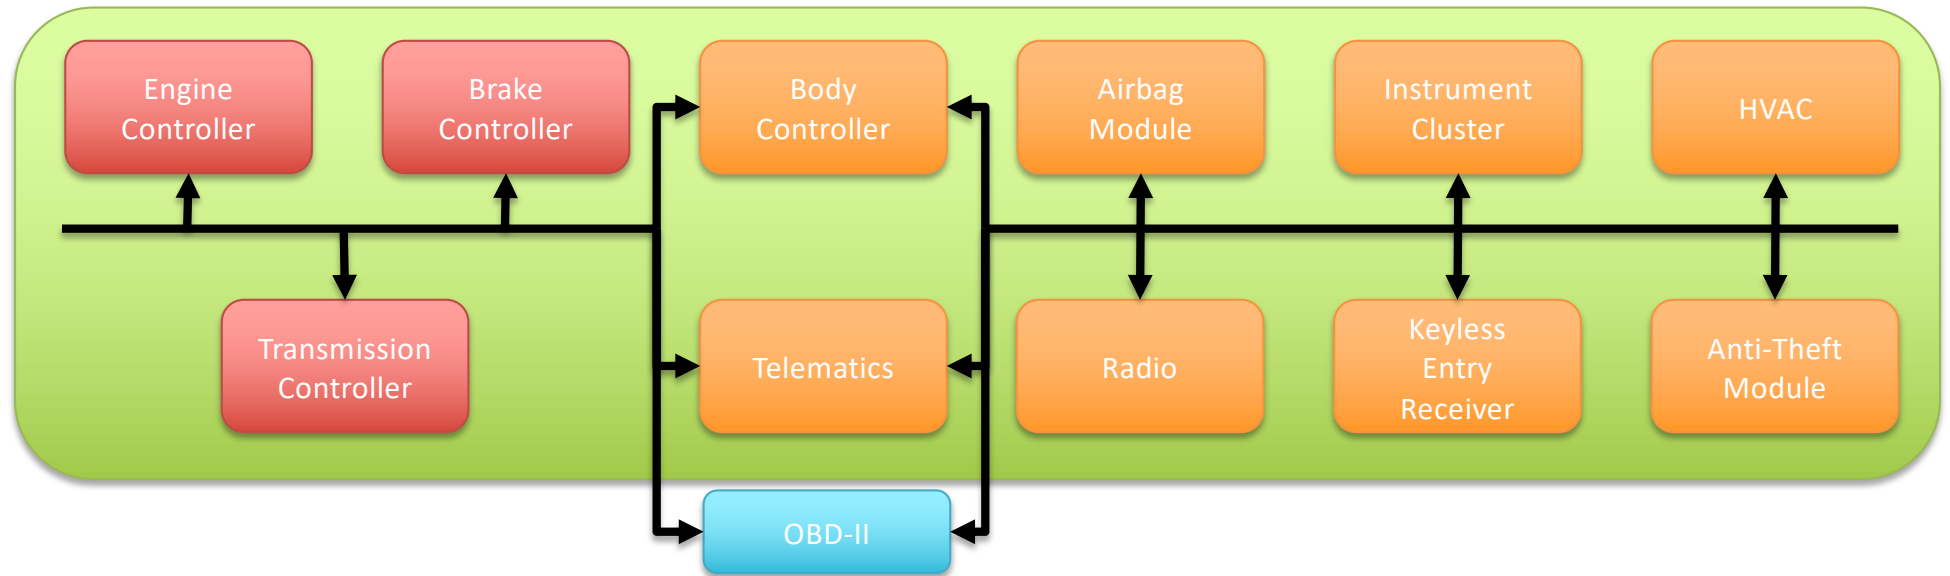 Engine
Controller
Brake
Controller
Body
Controller
Airbag
Module
Instrument
Cluster
HVAC
Transmission
Controller
Telematics
Radio
Keyless
Entry
Receiver
Anti-Theft
Module
OBD-II